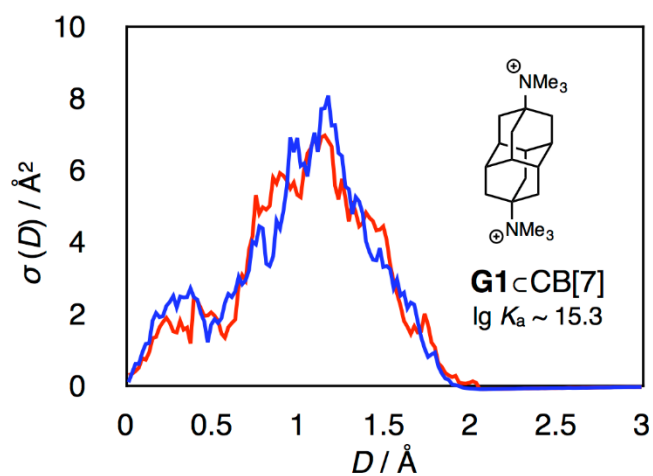 10
8
6
4
2
0
σ (D) / Å²
0 0.5 1 1.5 2 2.5 3
D / Å
⊕
NMe3
NMe3
⊕
G1⊂CB[7]
lg Ka ~ 15.3